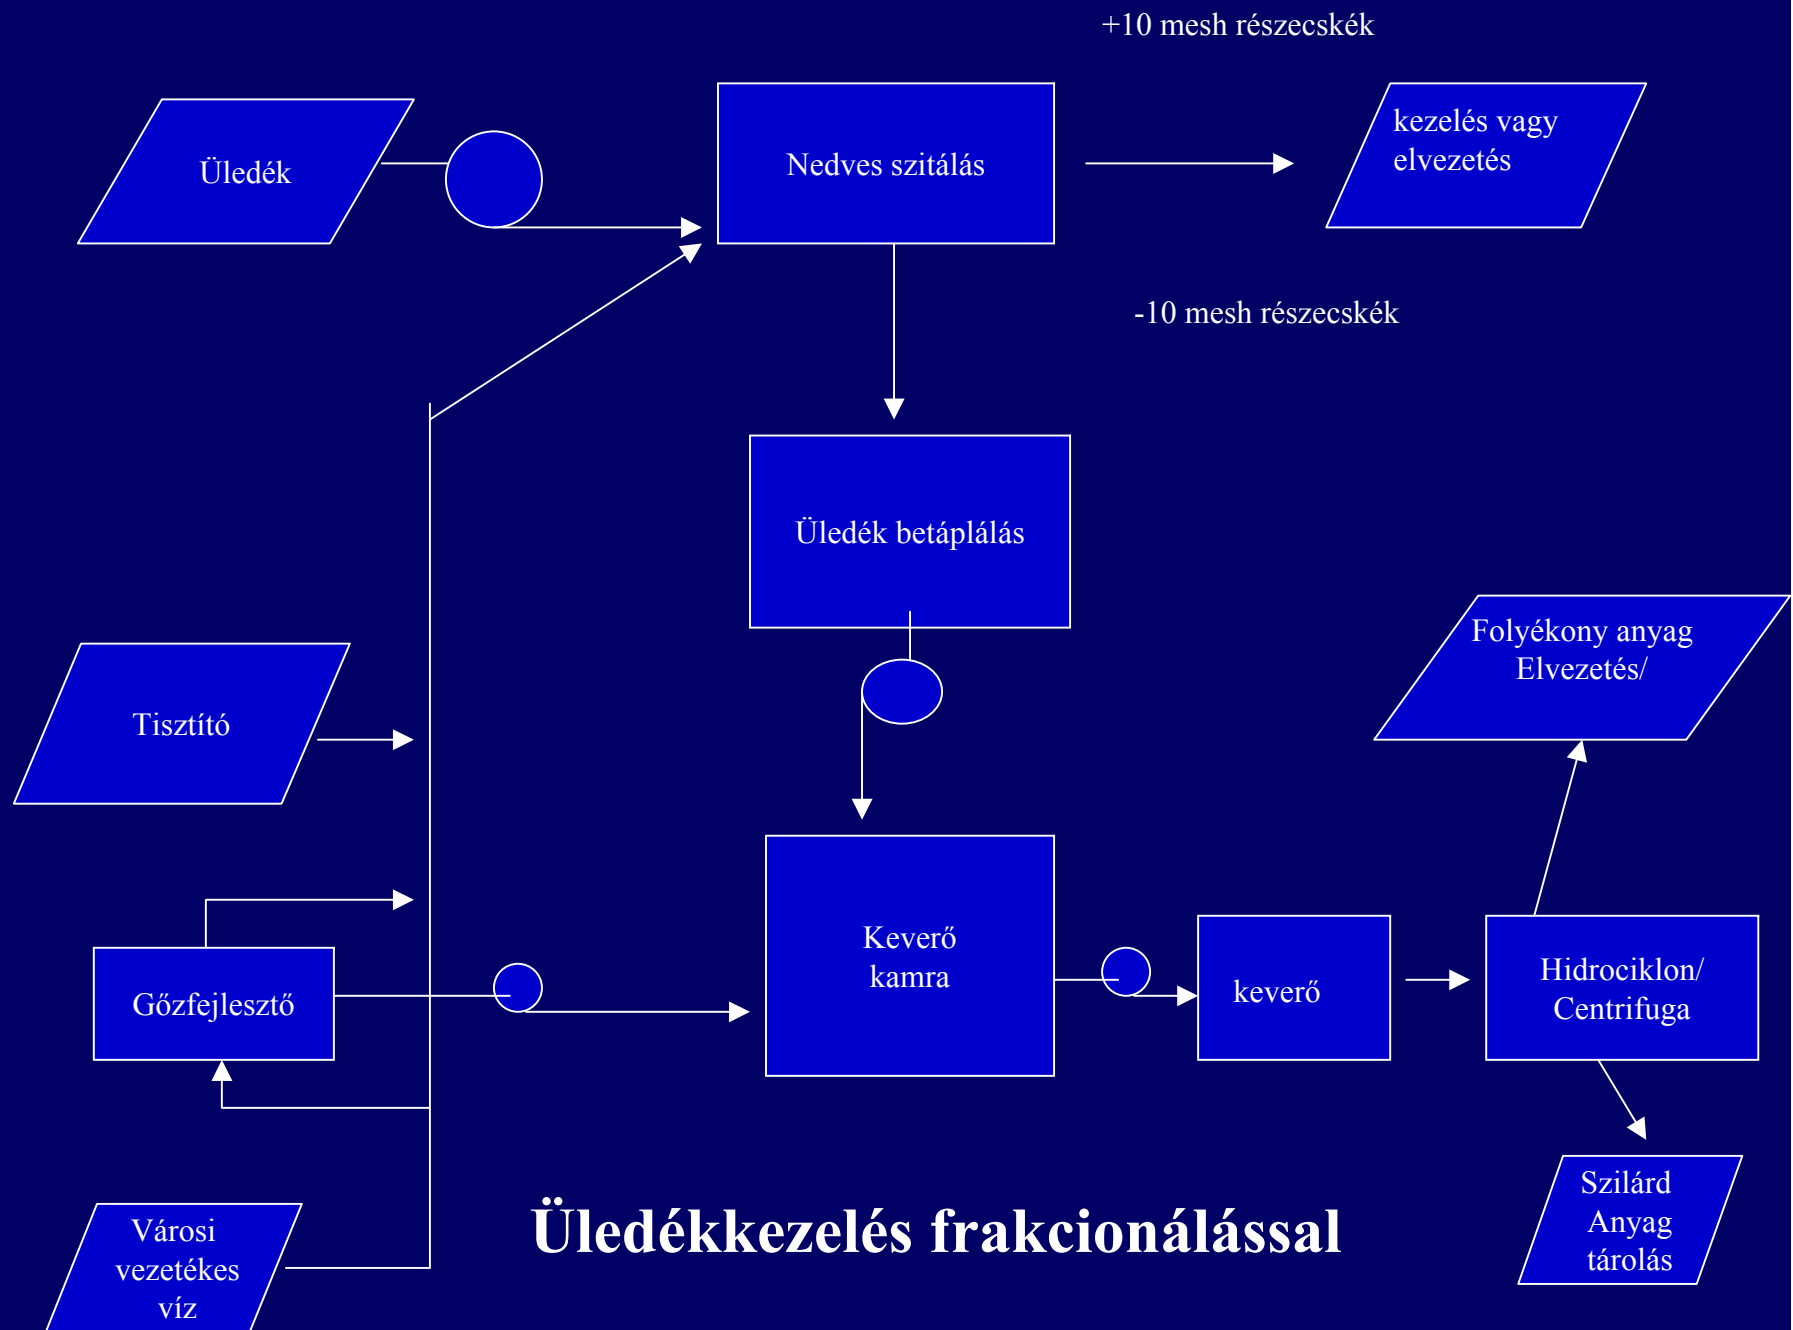 +10 mesh részecskék
Üledék
Nedves szitálás
kezelés vagy
elvezetés
-10 mesh részecskék
Üledék betáplálás
Folyékony anyag
Elvezetés/
Tisztító
Keverő
kamra
Gőzfejlesztő
keverő
Hidrociklon/
Centrifuga
Városi
vezetékes
víz
Üledékkezelés frakcionálással
Szilárd
Anyag
tárolás